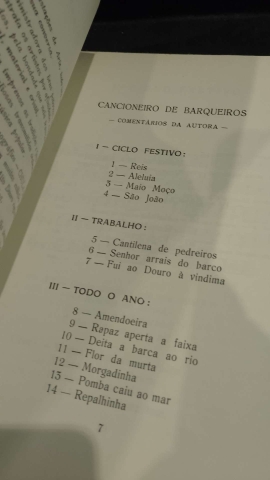 CANCIONEIRO DE BARQUEIROS
— COMENTÁRIOS DA AUTORA —
I — CICLO FESTIVO:
1 — Reis
2 — Aleluia
3 — Maio Moço
4 — São João
II — TRABALHO:
5 — Cantilena de pedreiros
6 — Senhor arrais do barco
7 — Fui ao Douro à vindima
III — TODO O ANO:
8 — Amendoeira
9 — Rapaz aperta a faixa
10 — Deita a barca ao rio
11 — Flor da murta
12 — Morgadinha
13 — Pomba caiu ao mar
14 — Repalhinha
7